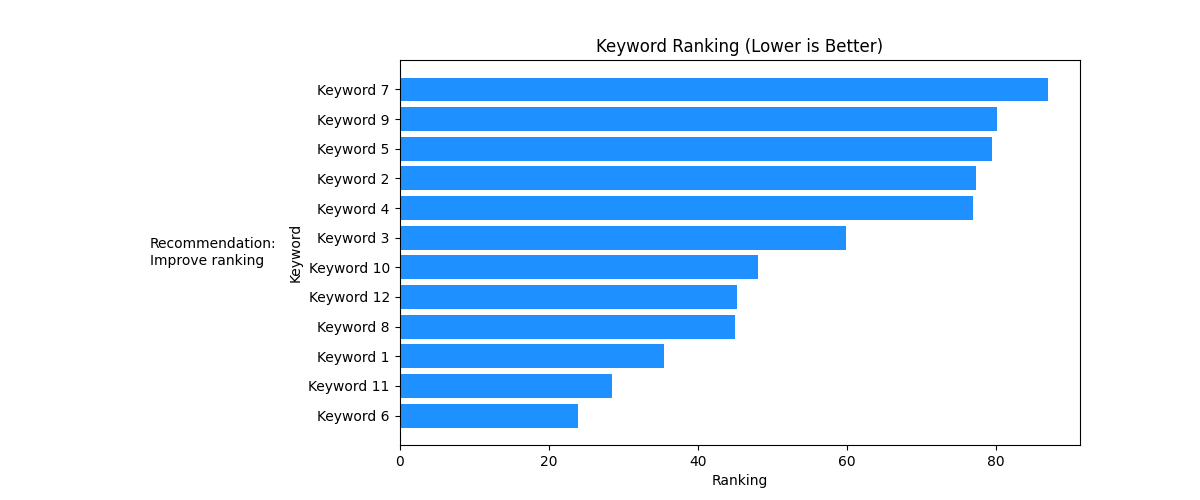 Keyword Ranking (Lower is Better)
Keyword 7
Keyword 9
Keyword 5
Keyword 2
Keyword 4
Keyword 3
Keyword 10
Keyword 12
Keyword 8
Keyword 1
Keyword 11
Keyword 6
Keyword
Recommendation:
Improve ranking
0
20
40
60
80
Ranking